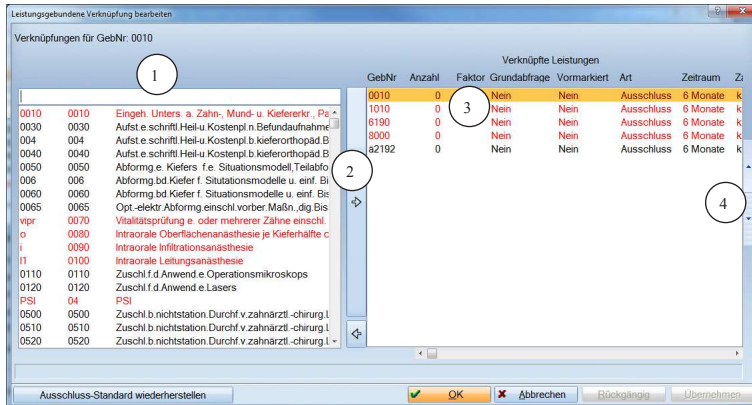 Leistungsgebundene Verknüpfung bearbeiten
Verknüpfungen für GebNr: 0010
1
Verknüpfte Leistungen
GebNr Anzahl Faktor Grundabfrage Vormarkiert Art Zeitraum Zä
0010 0 Nein Nein Ausschluss 6 Monate k
1010 0 Nein Nein Ausschluss 6 Monate k
6190 0 Nein Nein Ausschluss 6 Monate k
8000 0 Nein Nein Ausschluss 6 Monate k
ä2192 0 Nein Nein Ausschluss 6 Monate k
3
2
4
0010 0010 Eingeh. Unters. a. Zahn-, Mund- u. Kiefererkr., Pa
0030 0030 Aufst.e.schriftl.Heil-u.Kostenpl.n.Befundaufnahme
004 004 Aufst.e.schriftl.Heil-u.Kostenpl.b.kieferorthopäd.B
0040 0040 Aufst.e.schriftl.Heil-u.Kostenpl.b.kieferorthopäd.B
0050 0050 Abformg.e. Kiefers f.e. Situationsmodell,Teilabfo
006 006 Abformg.bd.Kiefer f. Situtationsmodelle u. einf. Bi
0060 0060 Abformg.bd.Kiefer f. Situtationsmodelle u. einf. Bis
0065 0065 Opt.-elektr.Abformg.einschl.vorber.Maßn.,dig.Bis
vipr 0070 Vitalitätsprüfung e. oder mehrerer Zähne einschl.
o 0080 Intraorale Oberflächenanästhesie je Kieferhälfte o
i 0090 Intraorale Infiltrationsanästhesie
l1 0100 Intraorale Leitungsanästhesie
0110 0110 Zuschl.f.d.Anwend.e.Operationsmikroskops
0120 0120 Zuschl.f.d.Anwend.e.Lasers
PSI 04 PSI
0500 0500 Zuschl.b.nichtstation.Durchf.v.zahnärztl.-chirurg.L
0510 0510 Zuschl.b.nichtstation.Durchf.v.zahnärztl.-chirurg.L
0520 0520 Zuschl.b.nichtstation.Durchf.v.zahnärztl.-chirurg.L
Ausschluss-Standard wiederherstellen OK Abbrechen Rückgängig Übernehmen